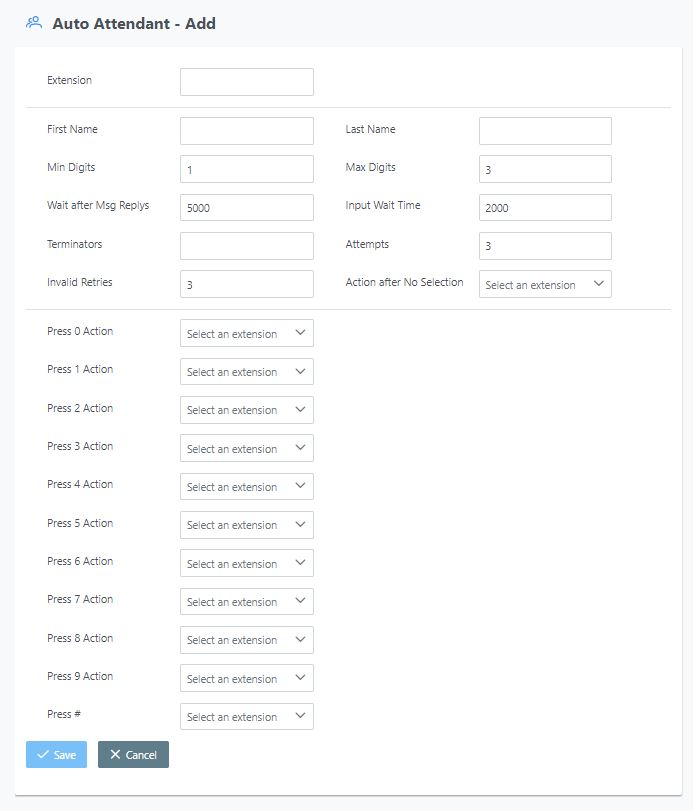 Auto Attendant - Add
Extension
First Name Last Name
Min Digits 1 Max Digits 3
Wait after Msg Replys 5000 Input Wait Time 2000
Terminators Attempts 3
Invalid Retries 3 Action after No Selection Select an extension
Press 0 Action Select an extension
Press 1 Action Select an extension
Press 2 Action Select an extension
Press 3 Action Select an extension
Press 4 Action Select an extension
Press 5 Action Select an extension
Press 6 Action Select an extension
Press 7 Action Select an extension
Press 8 Action Select an extension
Press 9 Action Select an extension
Press # Select an extension
Save Cancel